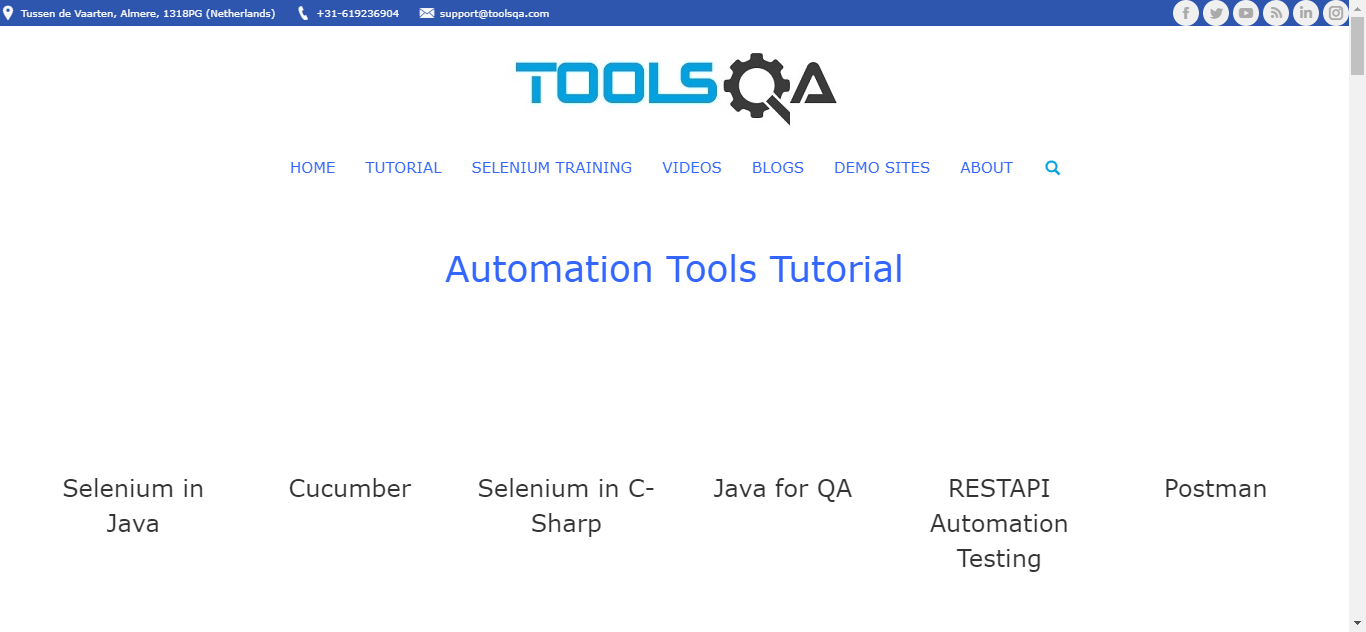 Tussen de Vaarten, Almere, 1318PG (Netherlands) +31-619236904 support@toolsqa.com
TOOLSQA
HOME TUTORIAL SELENIUM TRAINING VIDEOS BLOGS DEMO SITES ABOUT
Automation Tools Tutorial
Selenium in
Java
Cucumber
Selenium in C-
Sharp
Java for QA
RESTAPI
Automation
Testing
Postman